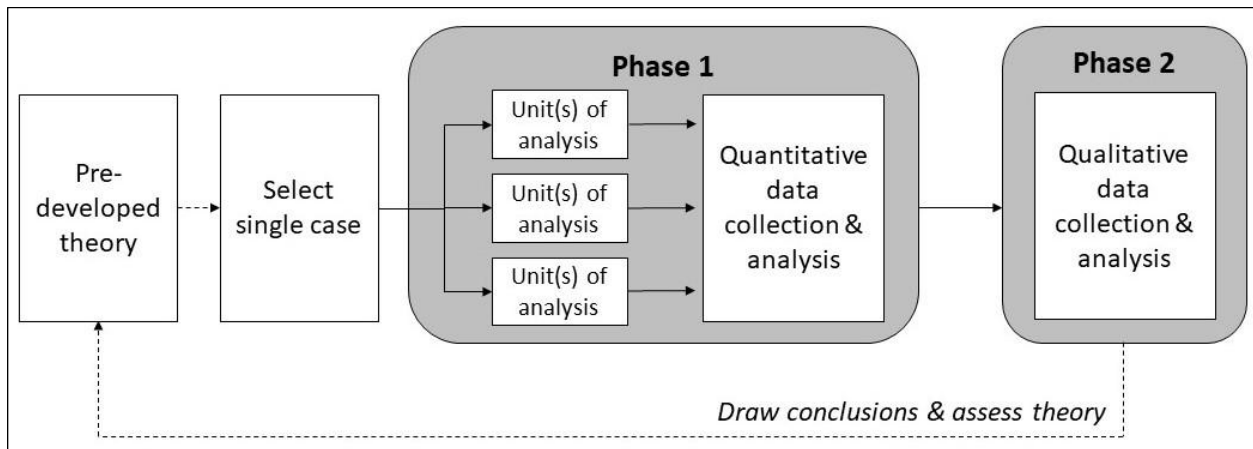 Phase 1
Phase 2
Pre-
developed
theory
Select
single case
Unit(s) of
analysis
Unit(s) of
analysis
Unit(s) of
analysis
Quantitative
data
collection &
analysis
Qualitative
data
collection &
analysis
Draw conclusions & assess theory